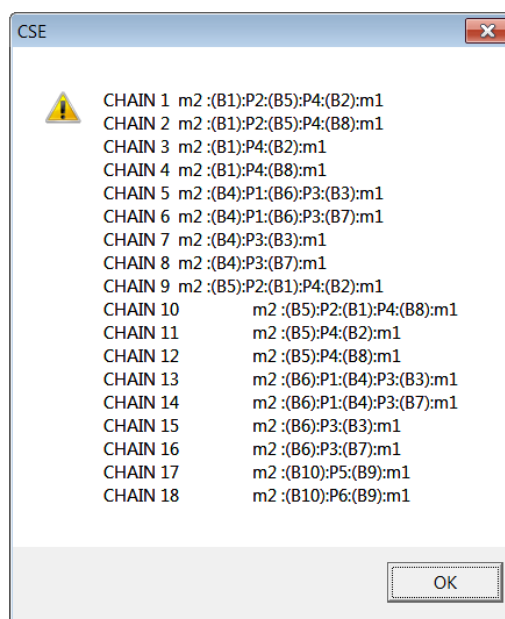 CSE
CHAIN 1 m2 :(B1):P2:(B5):P4:(B2):m1
CHAIN 2 m2 :(B1):P2:(B5):P4:(B8):m1
CHAIN 3 m2 :(B1):P4:(B2):m1
CHAIN 4 m2 :(B1):P4:(B8):m1
CHAIN 5 m2 :(B4):P1:(B6):P3:(B3):m1
CHAIN 6 m2 :(B4):P1:(B6):P3:(B7):m1
CHAIN 7 m2 :(B4):P3:(B3):m1
CHAIN 8 m2 :(B4):P3:(B7):m1
CHAIN 9 m2 :(B5):P2:(B1):P4:(B2):m1
CHAIN 10 m2 :(B5):P2:(B1):P4:(B8):m1
CHAIN 11 m2 :(B5):P4:(B2):m1
CHAIN 12 m2 :(B5):P4:(B8):m1
CHAIN 13 m2 :(B6):P1:(B4):P3:(B3):m1
CHAIN 14 m2 :(B6):P1:(B4):P3:(B7):m1
CHAIN 15 m2 :(B6):P3:(B3):m1
CHAIN 16 m2 :(B6):P3:(B7):m1
CHAIN 17 m2 :(B10):P5:(B9):m1
CHAIN 18 m2 :(B10):P6:(B9):m1
OK